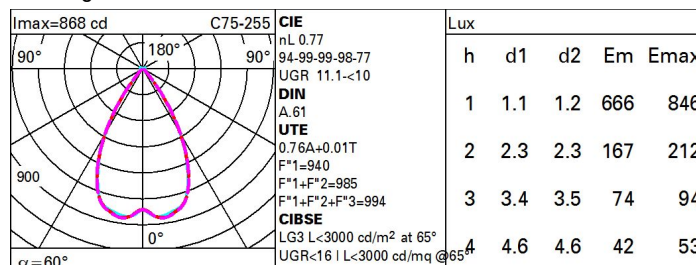 Imax=868 cd C75-255
90° 180° 90°
900
0°
α=60°
CIE
nL 0.77
94-99-99-98-77
UGR 11.1-<10
DIN
A.61
UTE
0.76A+0.01T
F"1=940
F"1+F"2=985
F"1+F"2+F"3=994
CIBSE
LG3 L<3000 cd/m² at 65°
UGR<16 | L<3000 cd/mq @65°
Lux
h d1 d2 Em Emax
1 1.1 1.2 666 846
2 2.3 2.3 167 212
3 3.4 3.5 74 94
4 4.6 4.6 42 53